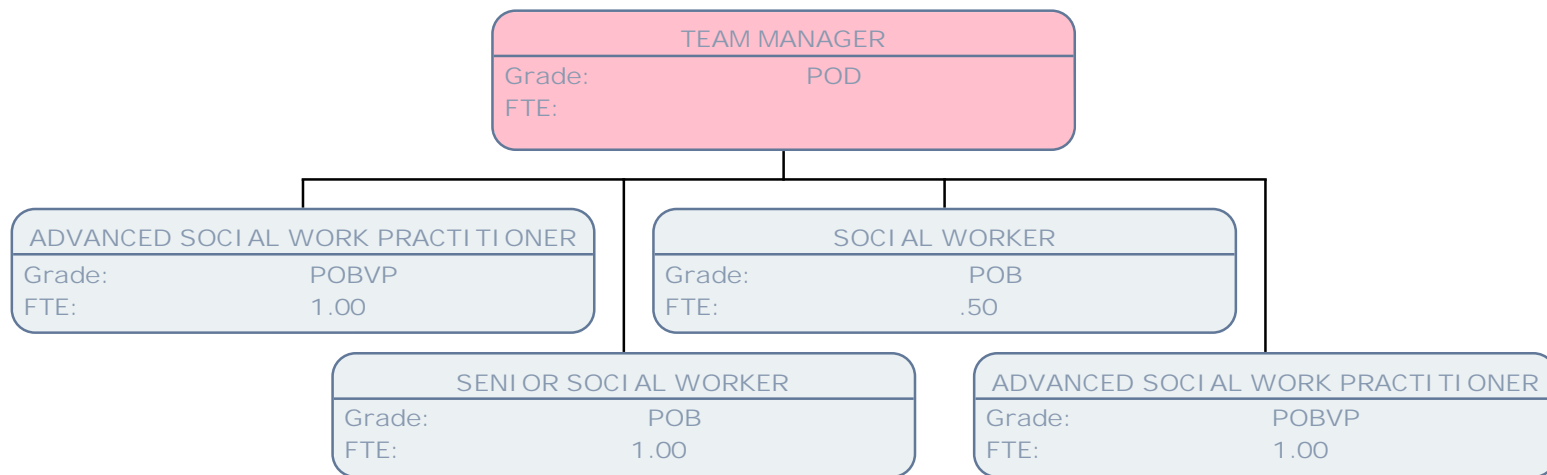 TEAM MANAGER
Grade: POD
FTE:
ADVANCED SOCIAL WORK PRACTITIONER
Grade: POBVP
FTE: 1.00
SOCIAL WORKER
Grade: POB
FTE: .50
SENIOR SOCIAL WORKER
Grade: POB
FTE: 1.00
ADVANCED SOCIAL WORK PRACTITIONER
Grade: POBVP
FTE: 1.00